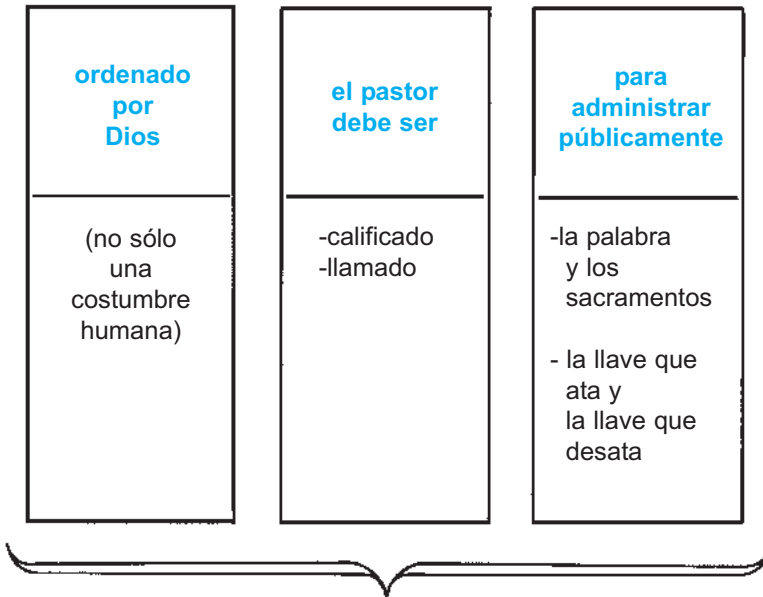 ordenado
por
Dios
(no sólo
una
costumbre
humana)
el pastor
debe ser
-calificado
-llamado
para
administrar
públicamente
-la palabra
y los
sacramentos
- la llave que
ata y
la llave que
desata